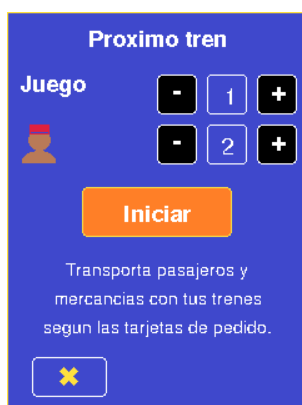 Proximo tren
Juego - 1 +
- 2 +
Iniciar
Transporta pasajeros y
mercancias con tus trenes
segun las tarjetas de pedido.